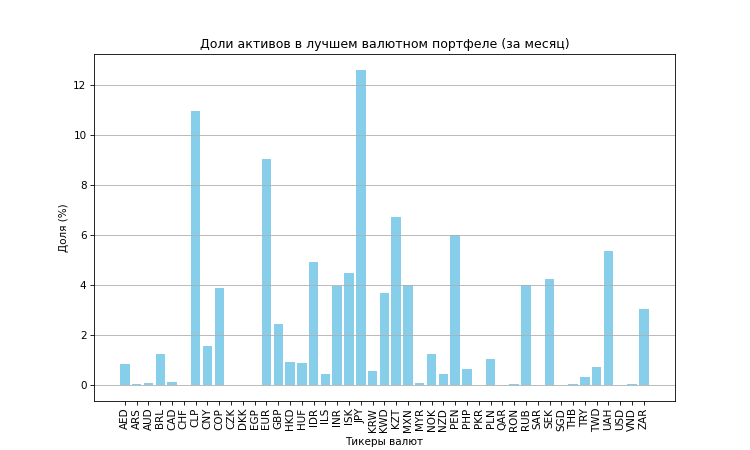 Доли активов в лучшем валютном портфеле (за месяц)
Доля (%)
12
10
8
6
4
2
0
AED ARS AUD BRL CAD CHF CLP CNY COP CZK DKK EGP EUR GBP HKD HUF IDR ILS INR ISK JPY KRW KWD KZT MXN MYR NOK NZD PEN PHP PKR PLN QAR RON RUB SAR SEK SGD THB TRY TWD UAH USD VND ZAR
Тикеры валют